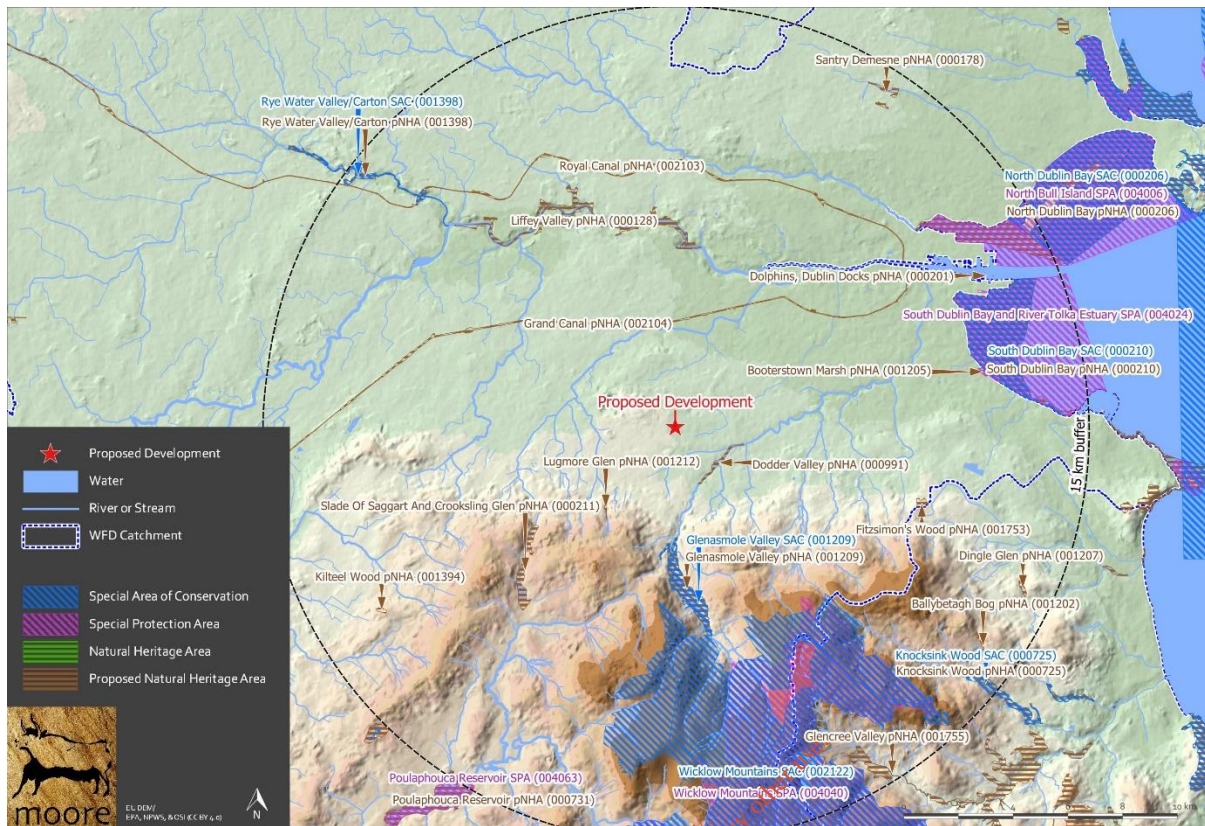 Santry Demesne pNHA (000178)
Rye Water Valley/Carton SAC (001398)
Rye Water Valley/Carton pNHA (001398)
Royal Canal pNHA (002103)
North Dublin Bay SAC (000206)
North Bull Island SPA (004006)
North Dublin Bay pNHA (000206)
Liffey Valley pNHA (000128)
Dolphins, Dublin Docks pNHA (000201)
South Dublin Bay and River Tolka Estuary SPA (004024)
Grand Canal pNHA (002104)
South Dublin Bay SAC (000210)
Booterstown Marsh pNHA (001205)
South Dublin Bay pNHA (000210)
Proposed Development
15 km buffer
Lugmore Glen pNHA (001212)
Dodder Valley pNHA (000991)
Slade Of Saggart And Crooksling Glen pNHA (000211)
Fitzsimon's Wood pNHA (001753)
Glenasmole Valley SAC (001209)
Glenasmole Valley pNHA (001209)
Dingle Glen pNHA (001207)
Kilteel Wood pNHA (001394)
Ballybetagh Bog pNHA (001202)
Knocksink Wood SAC (000725)
Knocksink Wood pNHA (000725)
Glencree Valley pNHA (001755)
Wicklow Mountains SAC (002122)
Wicklow Mountains SPA (004040)
Poulaphouca Reservoir SPA (004063)
Poulaphouca Reservoir pNHA (000731)
Proposed Development
Water
River or Stream
WFD Catchment
Special Area of Conservation
Special Protection Area
Natural Heritage Area
Proposed Natural Heritage Area
moore
EU DEM/
EPA, NPWS, &OSI (CC BY 4.0)
N
4 6 8 10 km